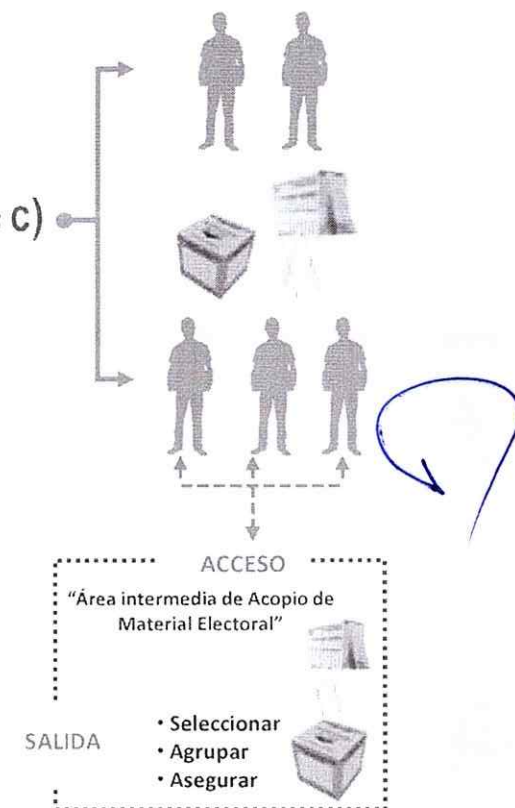 c)
ACCESO
“Área intermedia de Acopio de
Material Electoral”
SALIDA
• Seleccionar
• Agrupar
• Asegurar